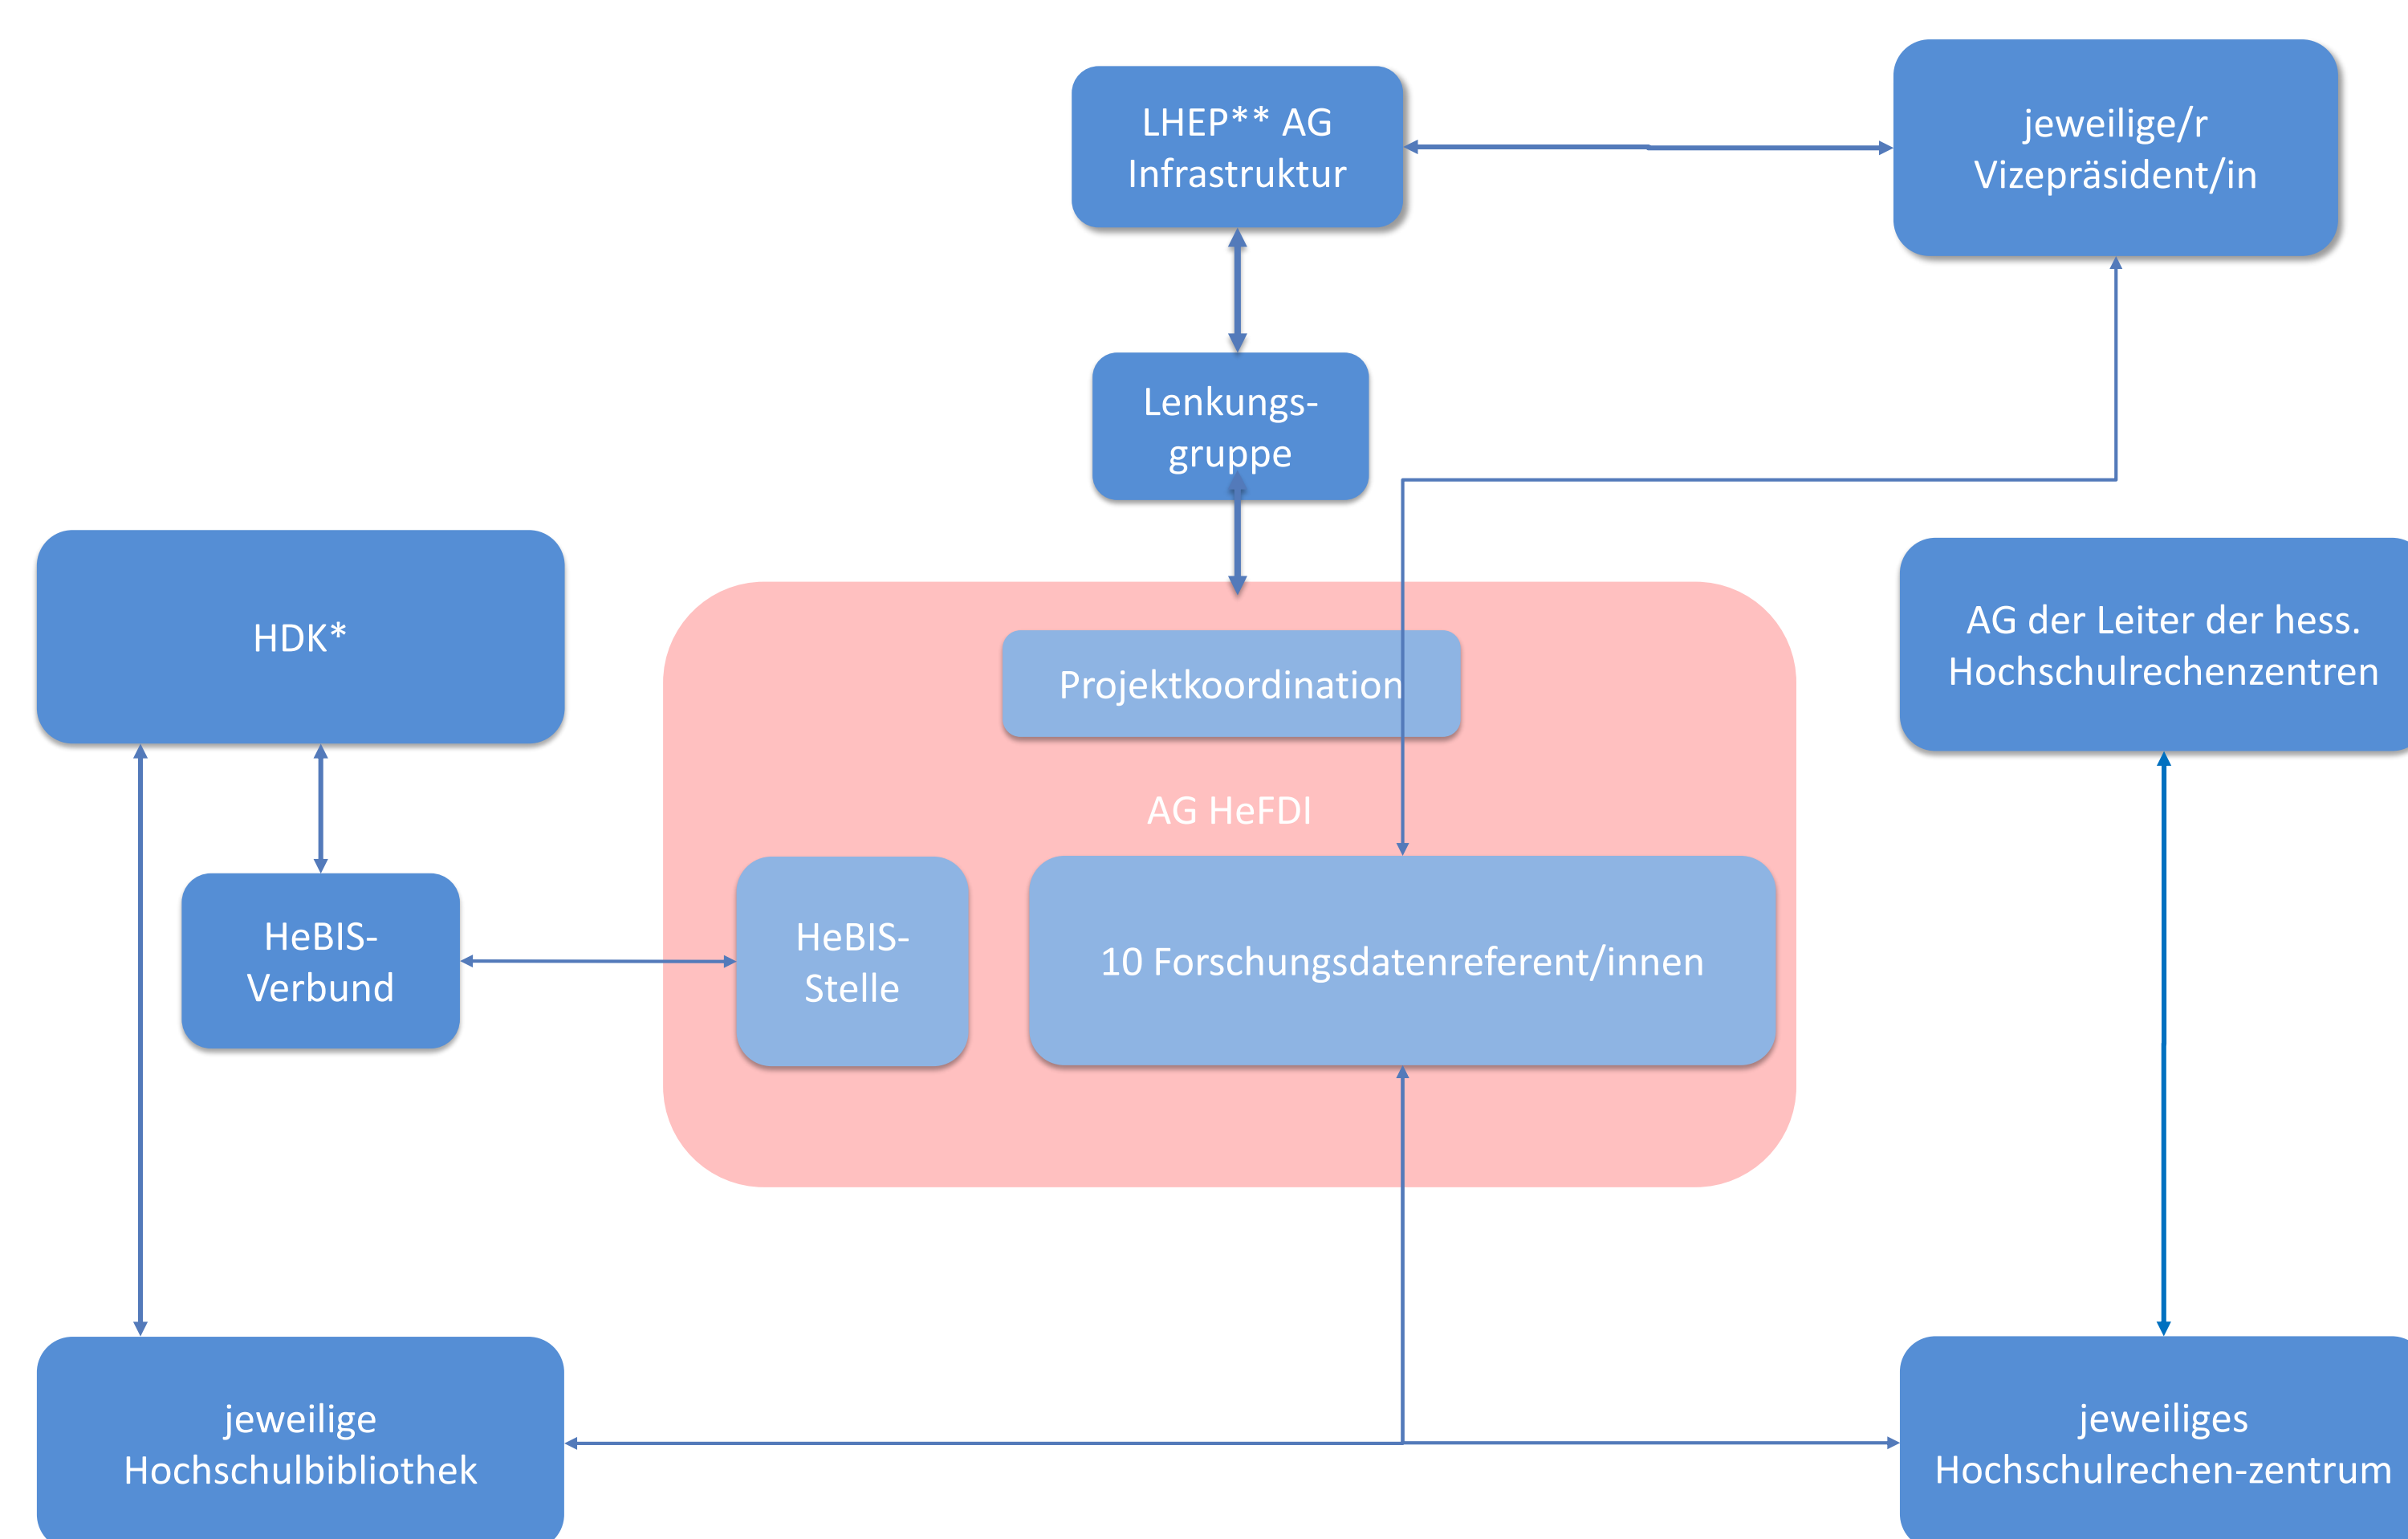 LHEP** AG
Infrastruktur
jeweilige/r
Vizepräsident/in
Lenkungs-
gruppe
HDK*
AG der Leiter der hess.
Hochschulrechenzentren
Projektkoordination
AG HeFDI
HeBIS-
Verbund
HeBIS-
Stelle
10 Forschungsdatenreferent/innen
jeweilige
Hochschulbibliothek
jeweiliges
Hochschulrechen-zentrum